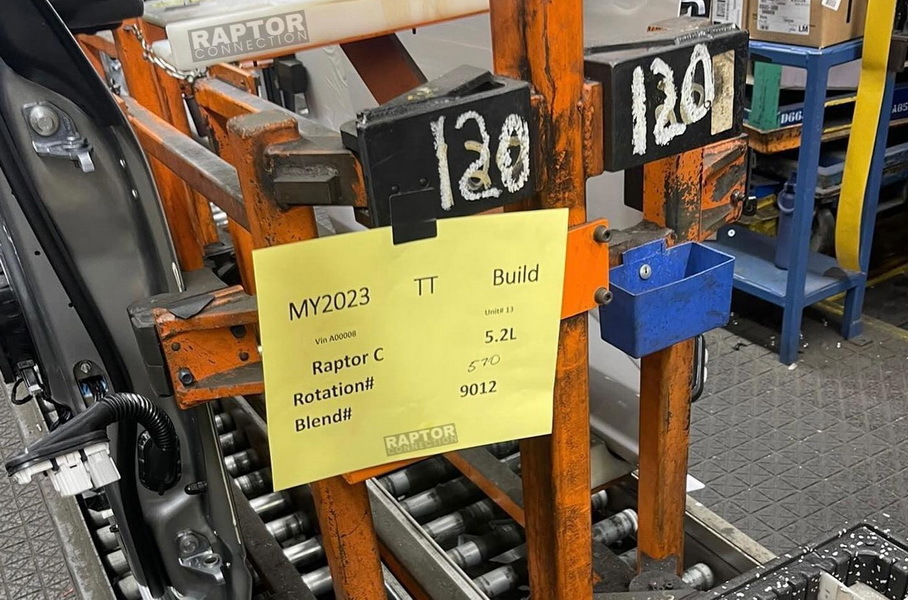 RAPTOR
CONNECTION
120
120
MY2023 TT Build
Vin A00008 Unit# 13
Raptor C 5.2L
Rotation# 570
Blend# 9012
RAPTOR
CONNECTION